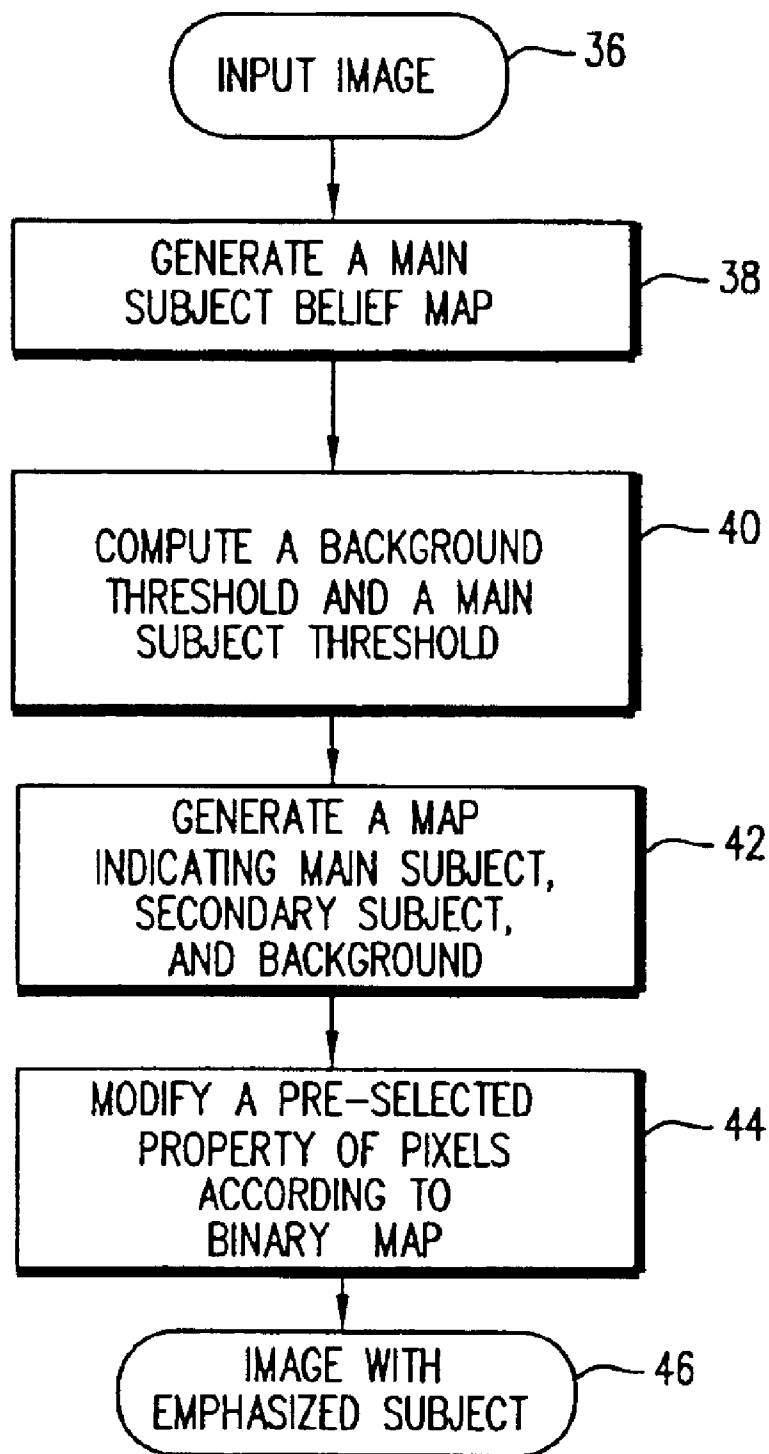 INPUT IMAGE
36
GENERATE A MAIN
SUBJECT BELIEF MAP
38
COMPUTE A BACKGROUND
THRESHOLD AND A MAIN
SUBJECT THRESHOLD
40
GENERATE A MAP
INDICATING MAIN SUBJECT,
SECONDARY SUBJECT,
AND BACKGROUND
42
MODIFY A PRE-SELECTED
PROPERTY OF PIXELS
ACCORDING TO
BINARY MAP
44
IMAGE WITH
EMPHASIZED SUBJECT
46